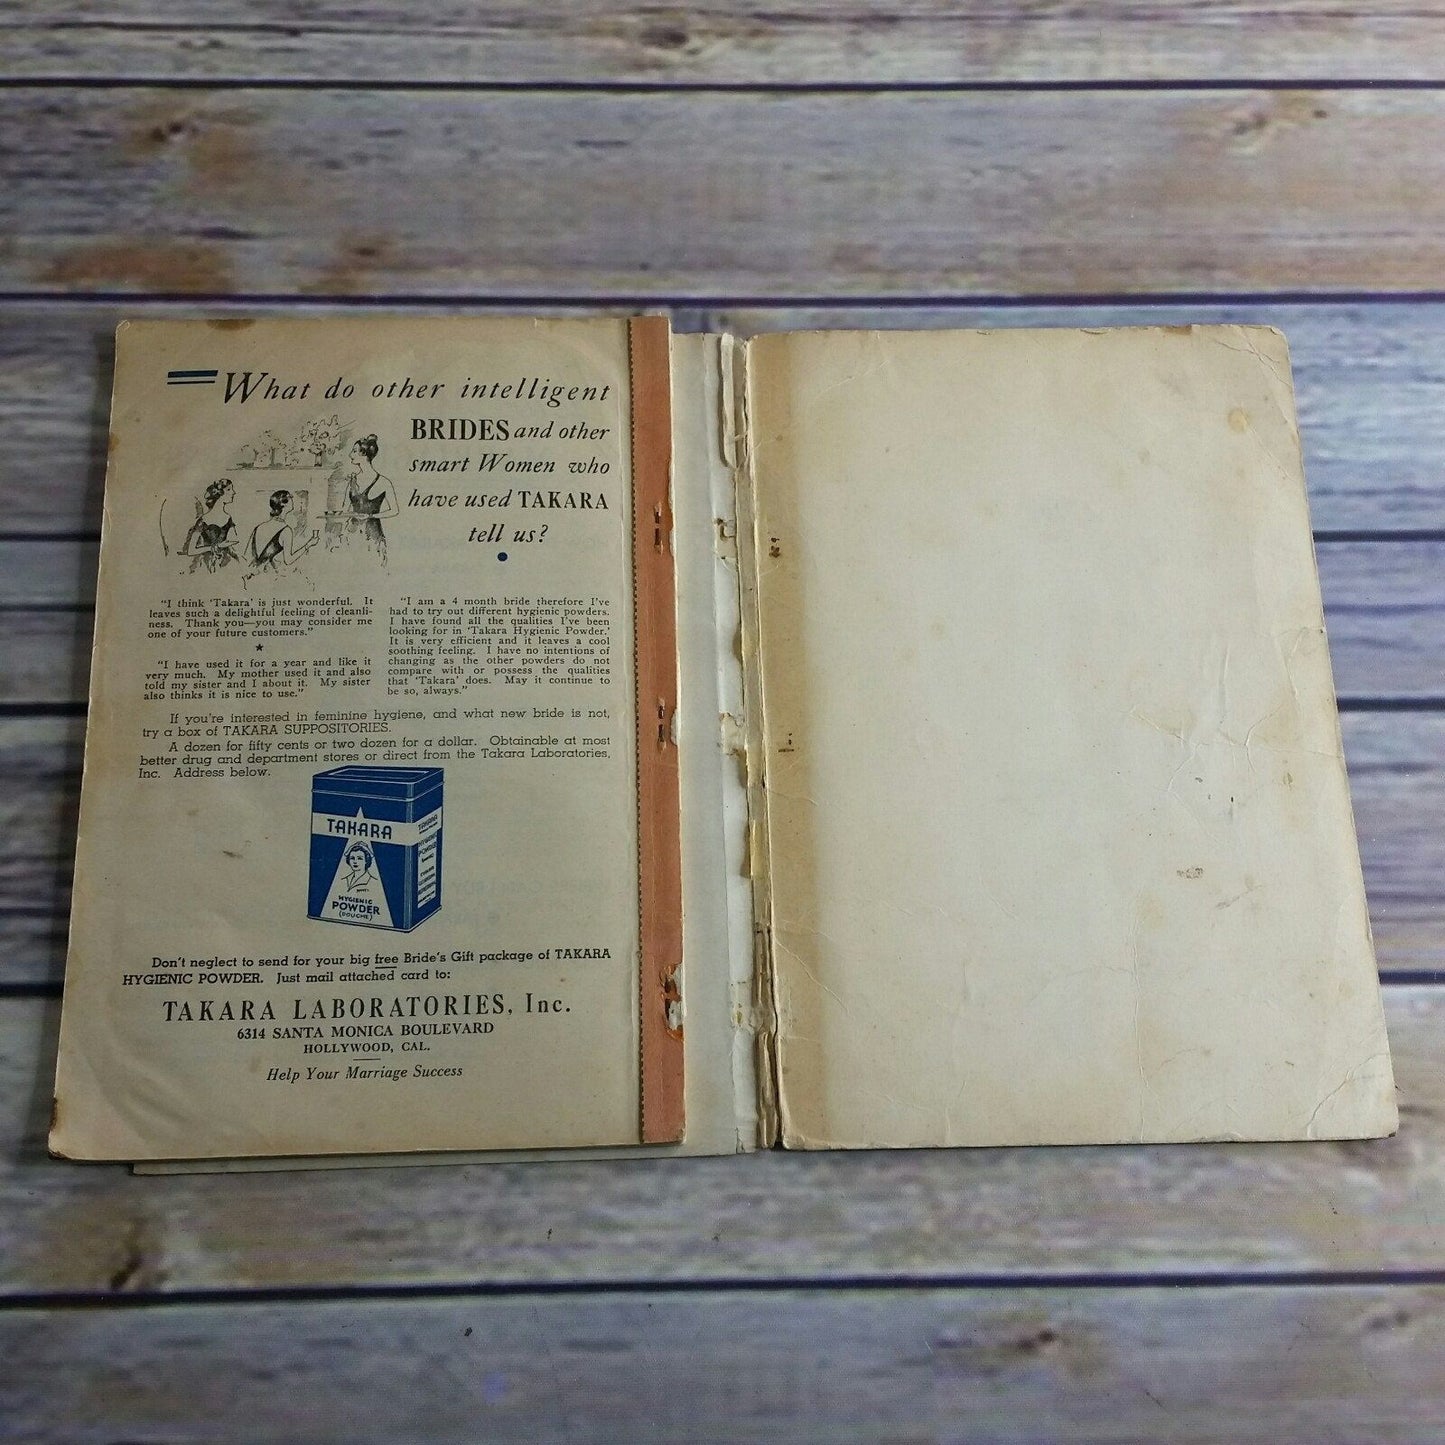 What do other intelligent
BRIDES and other
smart Women who
have used TAKARA
tell us?
"I think 'Takara' is just wonderful. It
leaves such a delightful feeling of cleanli-
ness. Thank you—you may consider me
one of your future customers."
"I have used it for a year and like it
very much. My mother used it and also
told my sister and I about it. My sister
also thinks it is nice to use."
"I am a 4 month bride therefore I've
had to try out different hygienic powders.
I have found all the qualities I've been
looking for in 'Takara Hygienic Powder.'
It is very efficient and it leaves a cool
soothing feeling. I have no intentions of
changing as the other powders do not
compare with or possess the qualities
that 'Takara' does. May it continue to
be so, always."
If you're interested in feminine hygiene, and what new bride is not,
try a box of TAKARA SUPPOSITORIES.
A dozen for fifty cents or two dozen for a dollar. Obtainable at most
better drug and department stores or direct from the Takara Laboratories,
Inc. Address below.
TAKARA
HYGIENIC
POWDER
(DOUCHE)
TAKARA
HYGIENIC
POWDER
Don't neglect to send for your big free Bride's Gift package of TAKARA
HYGIENIC POWDER. Just mail attached card to:
TAKARA LABORATORIES, Inc.
6314 SANTA MONICA BOULEVARD
HOLLYWOOD, CAL.
Help Your Marriage Success